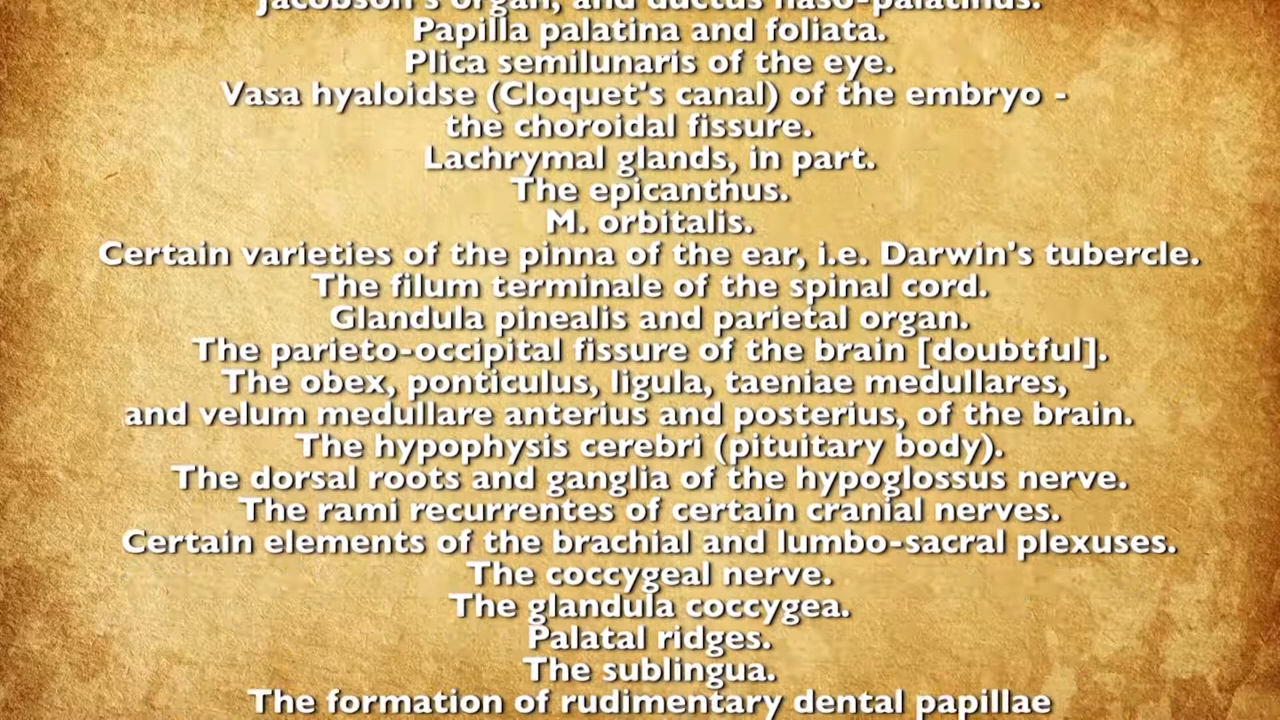 Jacobson's organ, and ductus naso-palatinus.
Papilla palatina and foliata.
Plica semilunaris of the eye.
Vasa hyaloidse (Cloquet's canal) of the embryo -
the choroidal fissure.
Lachrymal glands, in part.
The epicanthus.
M. orbitalis.
Certain varieties of the pinna of the ear, i.e. Darwin's tubercle.
The filum terminale of the spinal cord.
Glandula pinealis and parietal organ.
The parieto-occipital fissure of the brain [doubtful].
The obex, ponticulus, ligula, taeniae medullares,
and velum medullare anterius and posterius, of the brain.
The hypophysis cerebri (pituitary body).
The dorsal roots and ganglia of the hypoglossus nerve.
The rami recurrentes of certain cranial nerves.
Certain elements of the brachial and lumbo-sacral plexuses.
The coccygeal nerve.
The glandula coccygea.
Palatal ridges.
The sublingua.
The formation of rudimentary dental papillae